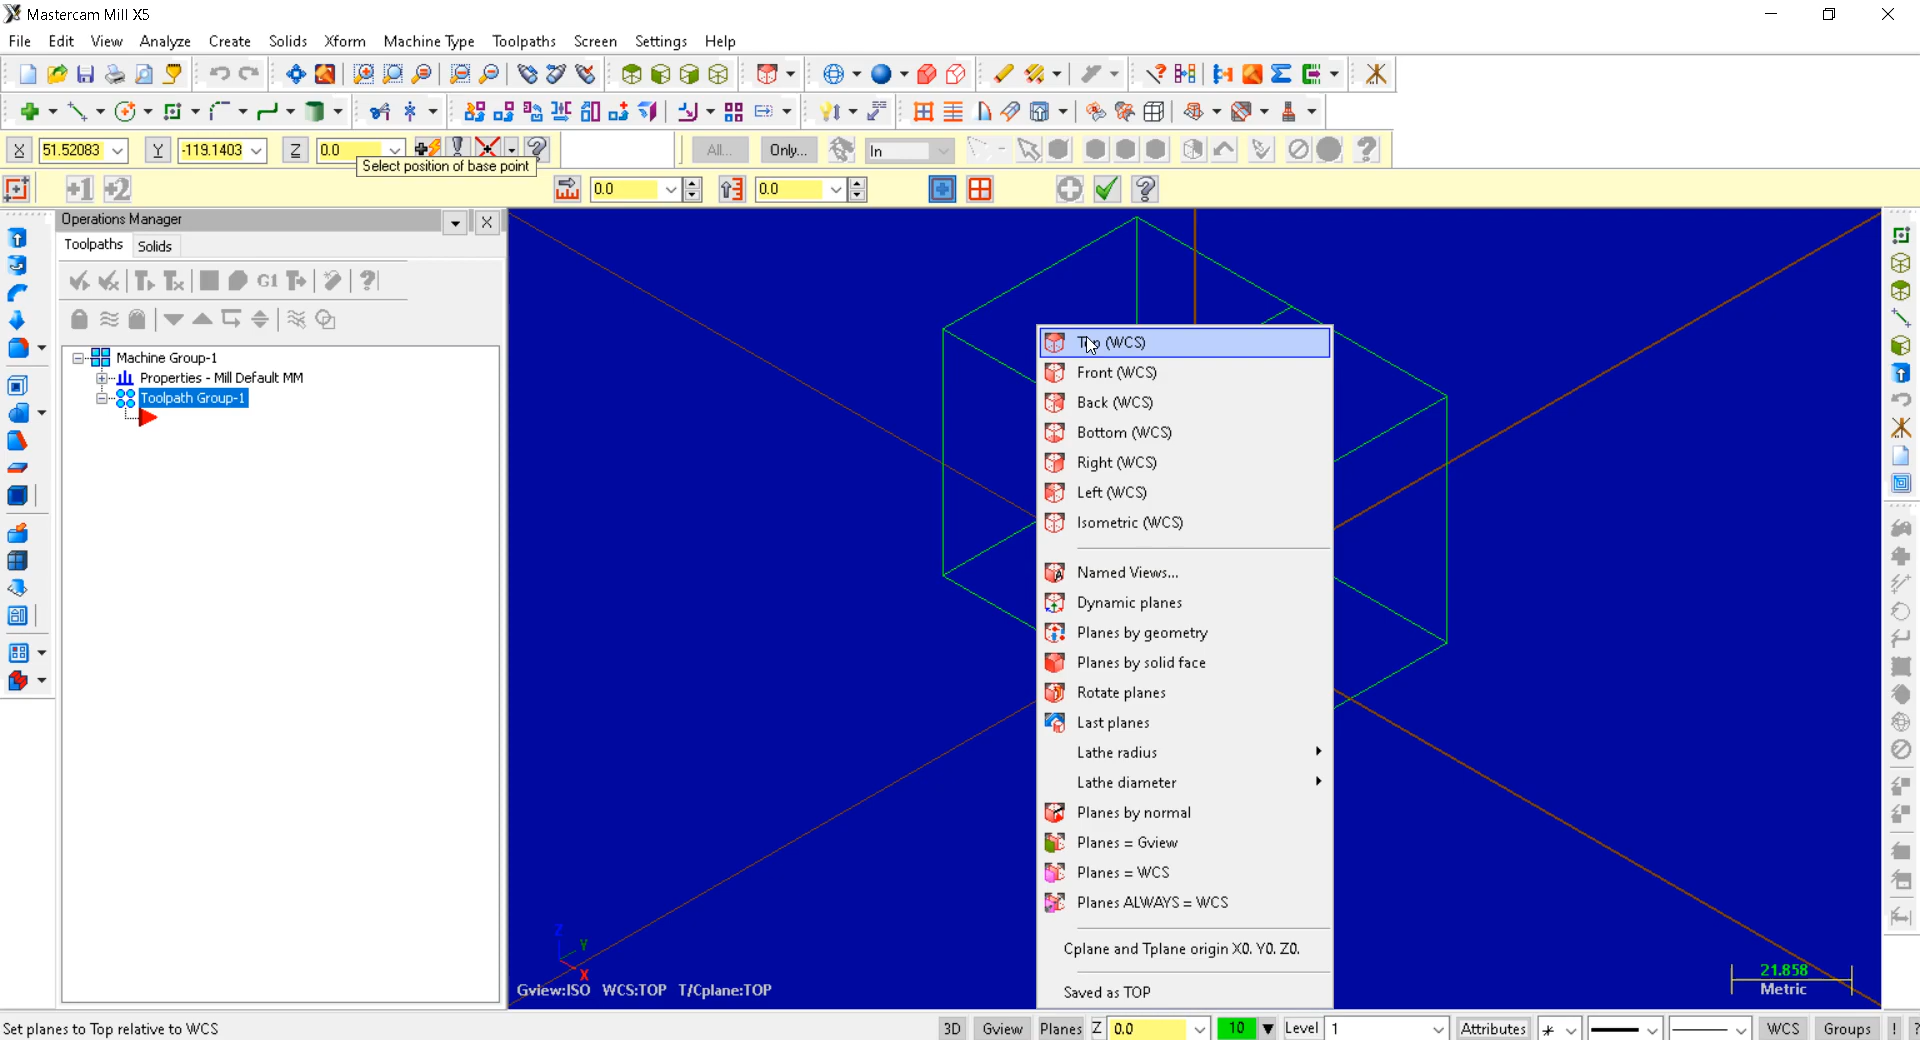 Mastercam Mill X5
File Edit View Analyze Create Solids Xform Machine Type Toolpaths Screen Settings Help
X 51.52083 Y -119.1403 Z 0.0 All... Only... In
Select position of base point
+1 +2 0.0 0.0
Operations Manager
Toolpaths Solids
G1
Machine Group-1
Properties - Mill Default MM
Toolpath Group-1
Top (WCS)
Front (WCS)
Back (WCS)
Bottom (WCS)
Right (WCS)
Left (WCS)
Isometric (WCS)
Named Views...
Dynamic planes
Planes by geometry
Planes by solid face
Rotate planes
Last planes
Lathe radius
Lathe diameter
Planes by normal
Planes = Gview
Planes = WCS
Planes ALWAYS = WCS
Cplane and Tplane origin X0. Y0. Z0.
Saved as TOP
Z
Y
X
Gview:ISO WCS:TOP T/Cplane:TOP
21.858
Metric
Set planes to Top relative to WCS
3D Gview Planes Z 0.0 10 Level 1 Attributes WCS Groups ! ?